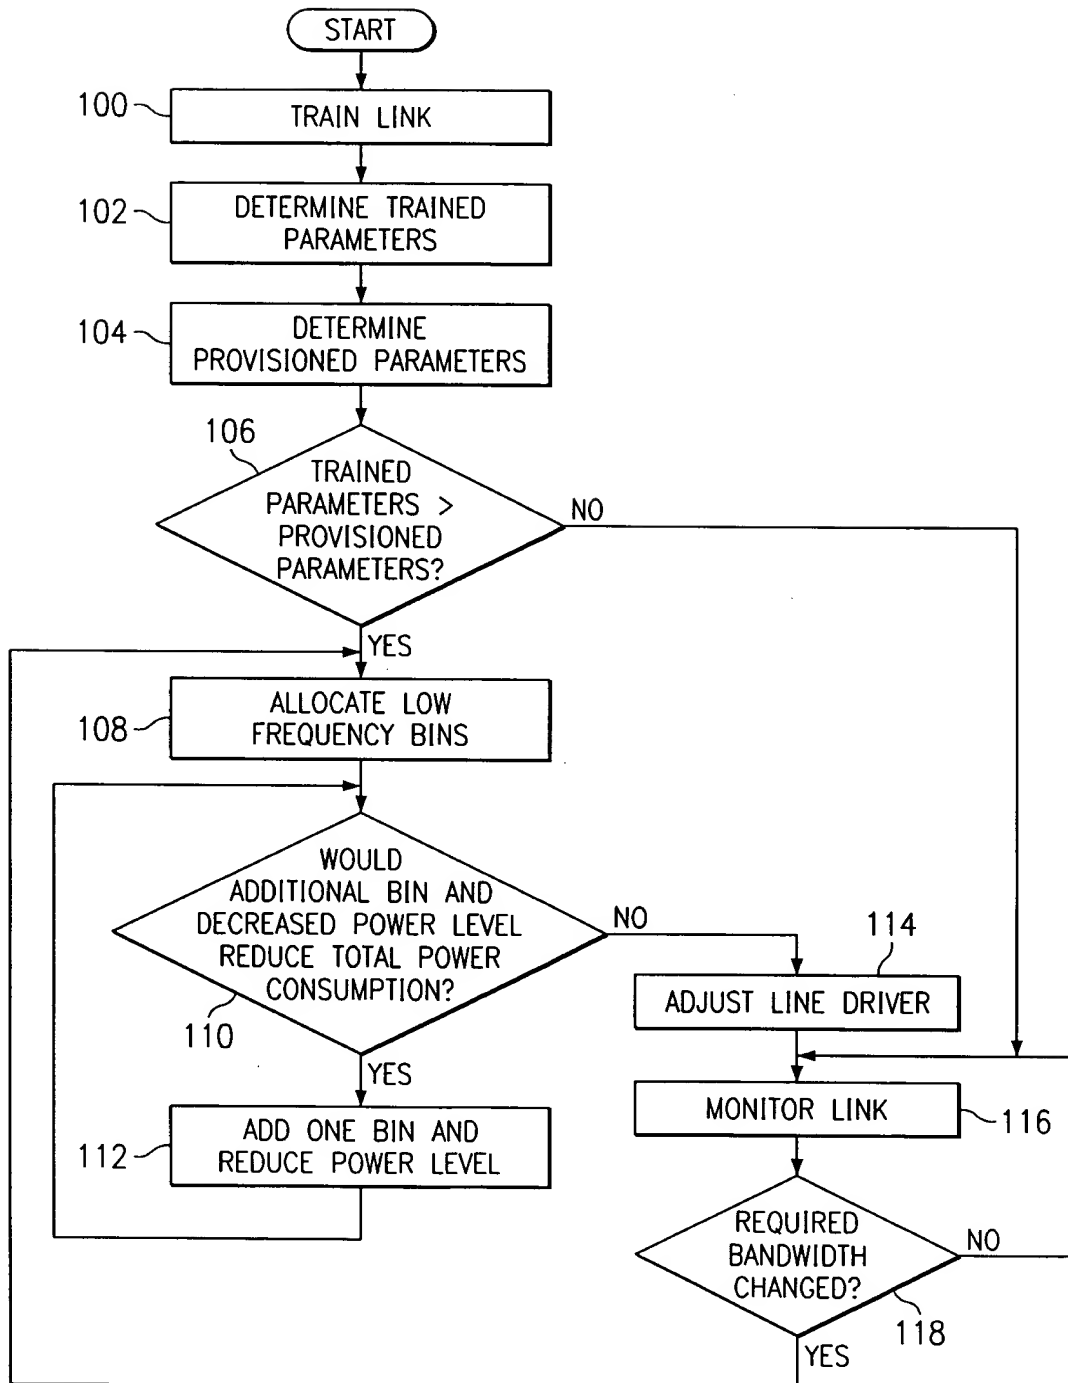 START
100
TRAIN LINK
102
DETERMINE TRAINED
PARAMETERS
104
DETERMINE
PROVISIONED PARAMETERS
106
TRAINED
PARAMETERS >
PROVISIONED
PARAMETERS?
NO
YES
108
ALLOCATE LOW
FREQUENCY BINS
WOULD
ADDITIONAL BIN AND
DECREASED POWER LEVEL
REDUCE TOTAL POWER
CONSUMPTION?
110
NO
YES
112
ADD ONE BIN AND
REDUCE POWER LEVEL
114
ADJUST LINE DRIVER
MONITOR LINK
116
REQUIRED
BANDWIDTH
CHANGED?
NO
118
YES